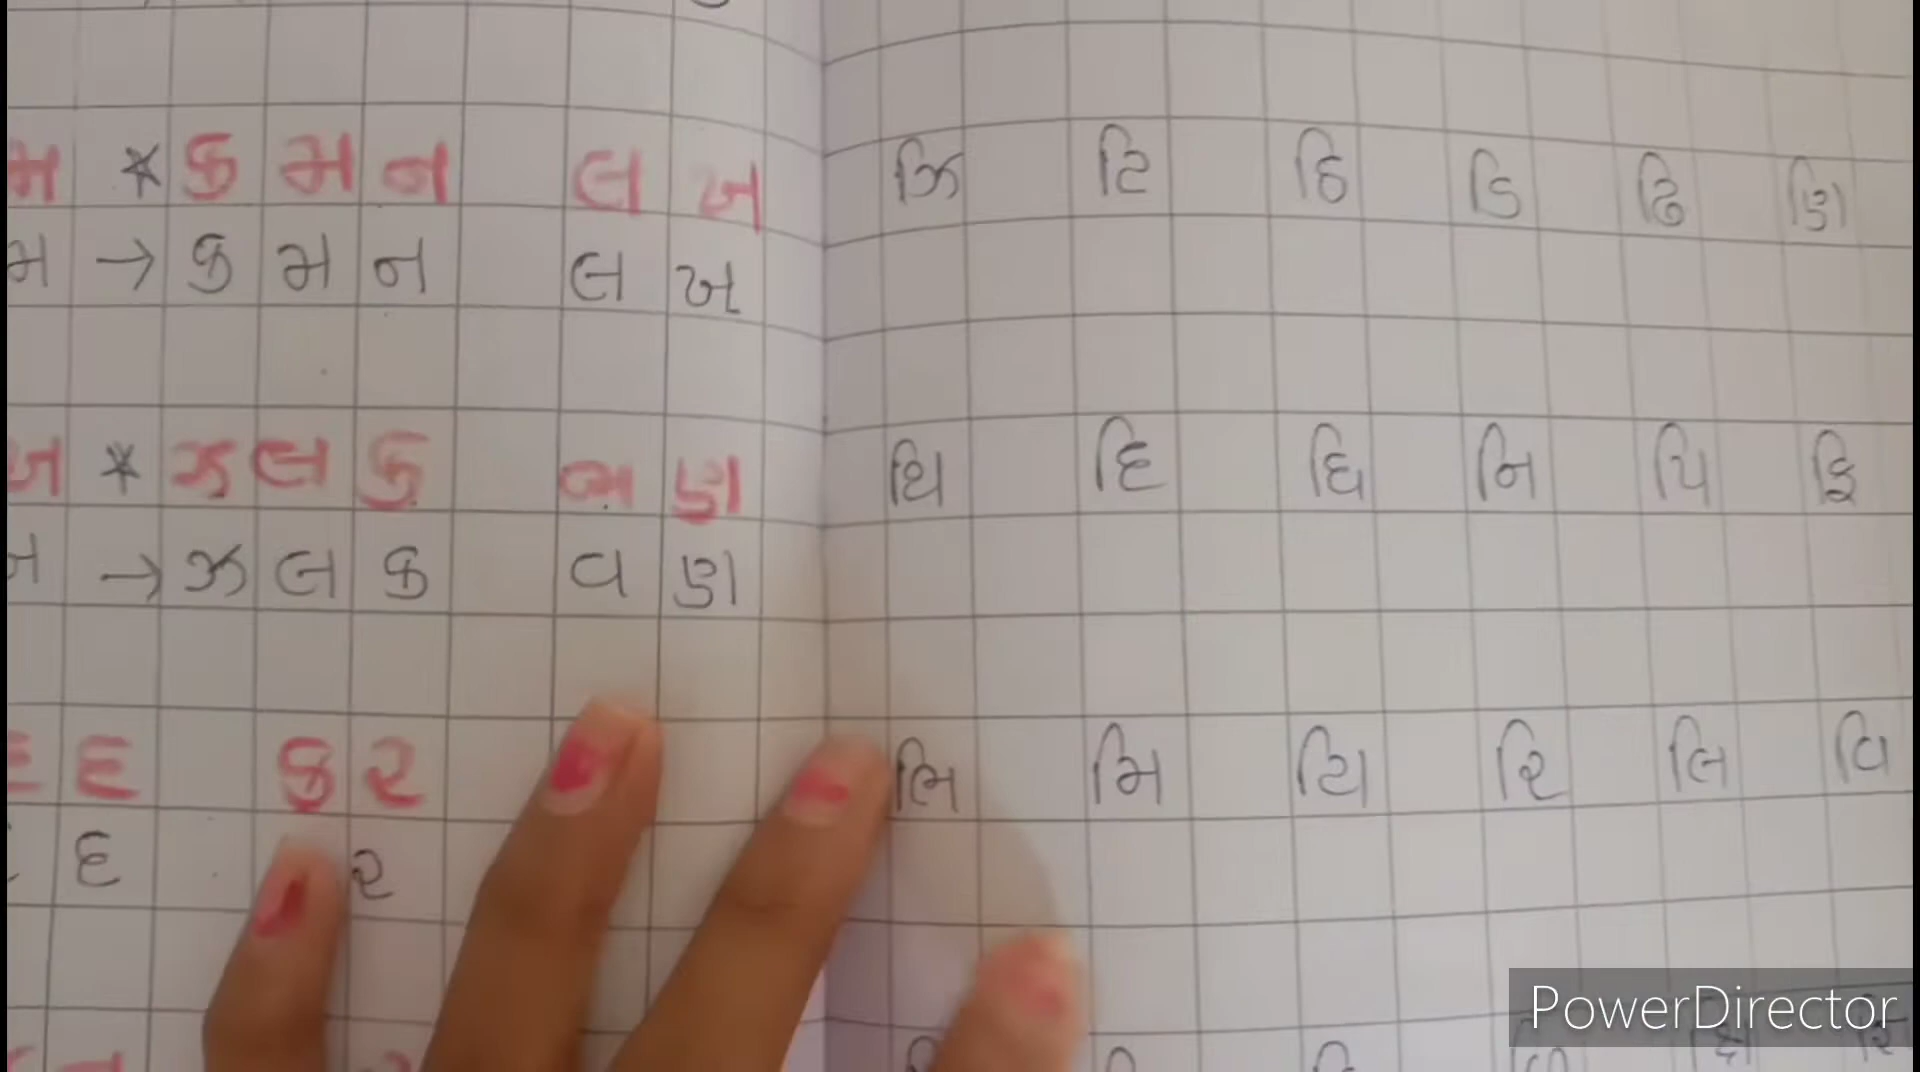 મ * ક મ ન લ ખ
મ → ક મ ન લ ખ
* ઝ લ ક ભ ણ
→ ઝ લ ક વ ણ
દ ક ર
દ ર
ઝિ ટિ ઠિ ડિ ઢિ ણિ
થિ દિ ધિ નિ પિ ફિ
ભિ મિ યિ રિ લિ વિ
PowerDirector